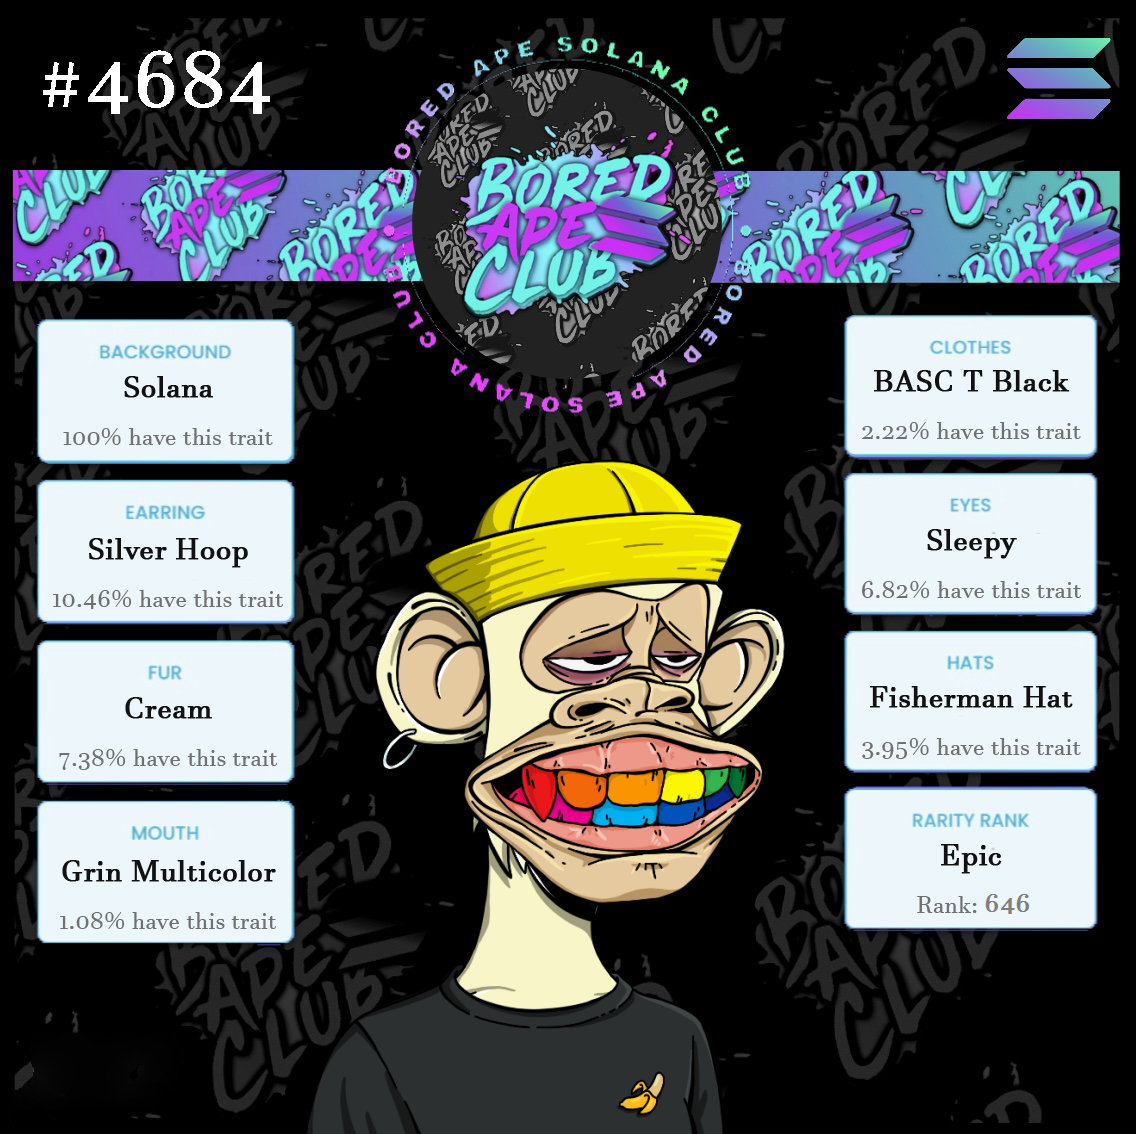 #4684
BORED APE SOLANA CLUB
BORED APE SOLANA CLUB
BORED
APE
CLUB
BACKGROUND
Solana
100% have this trait
EARRING
Silver Hoop
10.46% have this trait
FUR
Cream
7.38% have this trait
MOUTH
Grin Multicolor
1.08% have this trait
CLOTHES
BASC T Black
2.22% have this trait
EYES
Sleepy
6.82% have this trait
HATS
Fisherman Hat
3.95% have this trait
RARITY RANK
Epic
Rank: 646